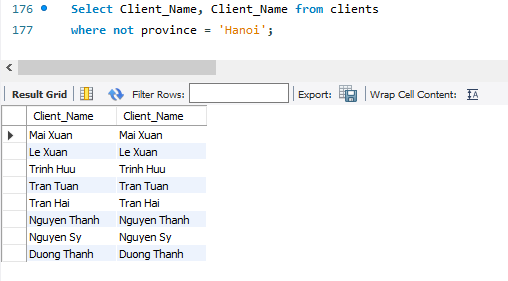 176 Select Client_Name, Client_Name from clients
177 where not province = 'Hanoi';
Result Grid Filter Rows: Export: Wrap Cell Content: IA
Client_Name Client_Name
Mai Xuan Mai Xuan
Le Xuan Le Xuan
Trinh Huu Trinh Huu
Tran Tuan Tran Tuan
Tran Hai Tran Hai
Nguyen Thanh Nguyen Thanh
Nguyen Sy Nguyen Sy
Duong Thanh Duong Thanh